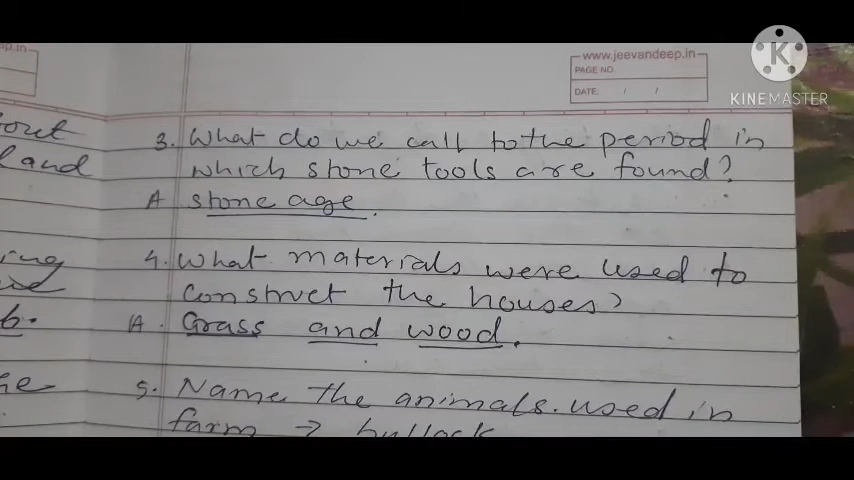 www.jeevandeep.in
PAGE NO.
DATE: / /
KINEMASTER
3. What do we call to the period in
which stone tools are found?
A stone age.
4. What materials were used to
construct the houses?
A. Grass and wood.
5. Name the animals used in
farm → bullock